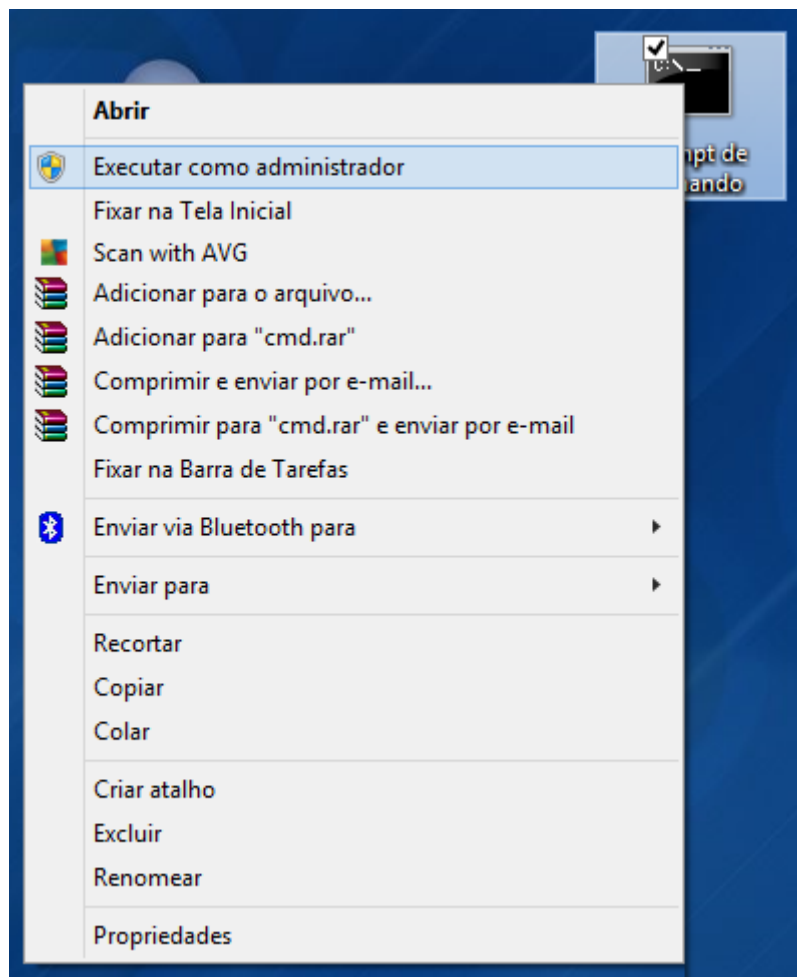 Abrir
Executar como administrador
Fixar na Tela Inicial
Scan with AVG
Adicionar para o arquivo...
Adicionar para "cmd.rar"
Comprimir e enviar por e-mail...
Comprimir para "cmd.rar" e enviar por e-mail
Fixar na Barra de Tarefas
Enviar via Bluetooth para
Enviar para
Recortar
Copiar
Colar
Criar atalho
Excluir
Renomear
Propriedades
C:\_
de